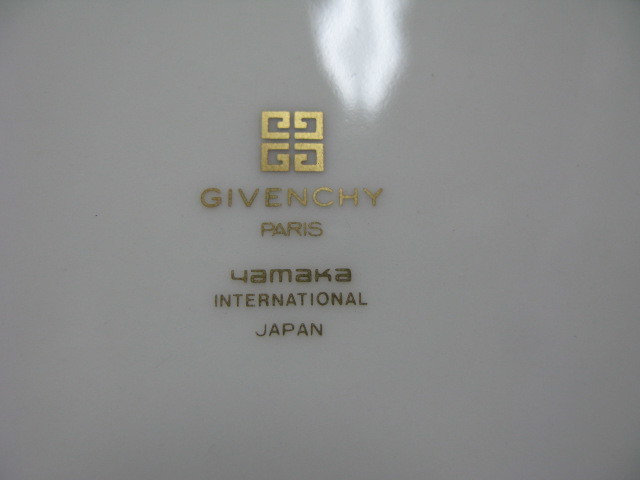 GIVENCHY
PARIS
yamaka
INTERNATIONAL
JAPAN